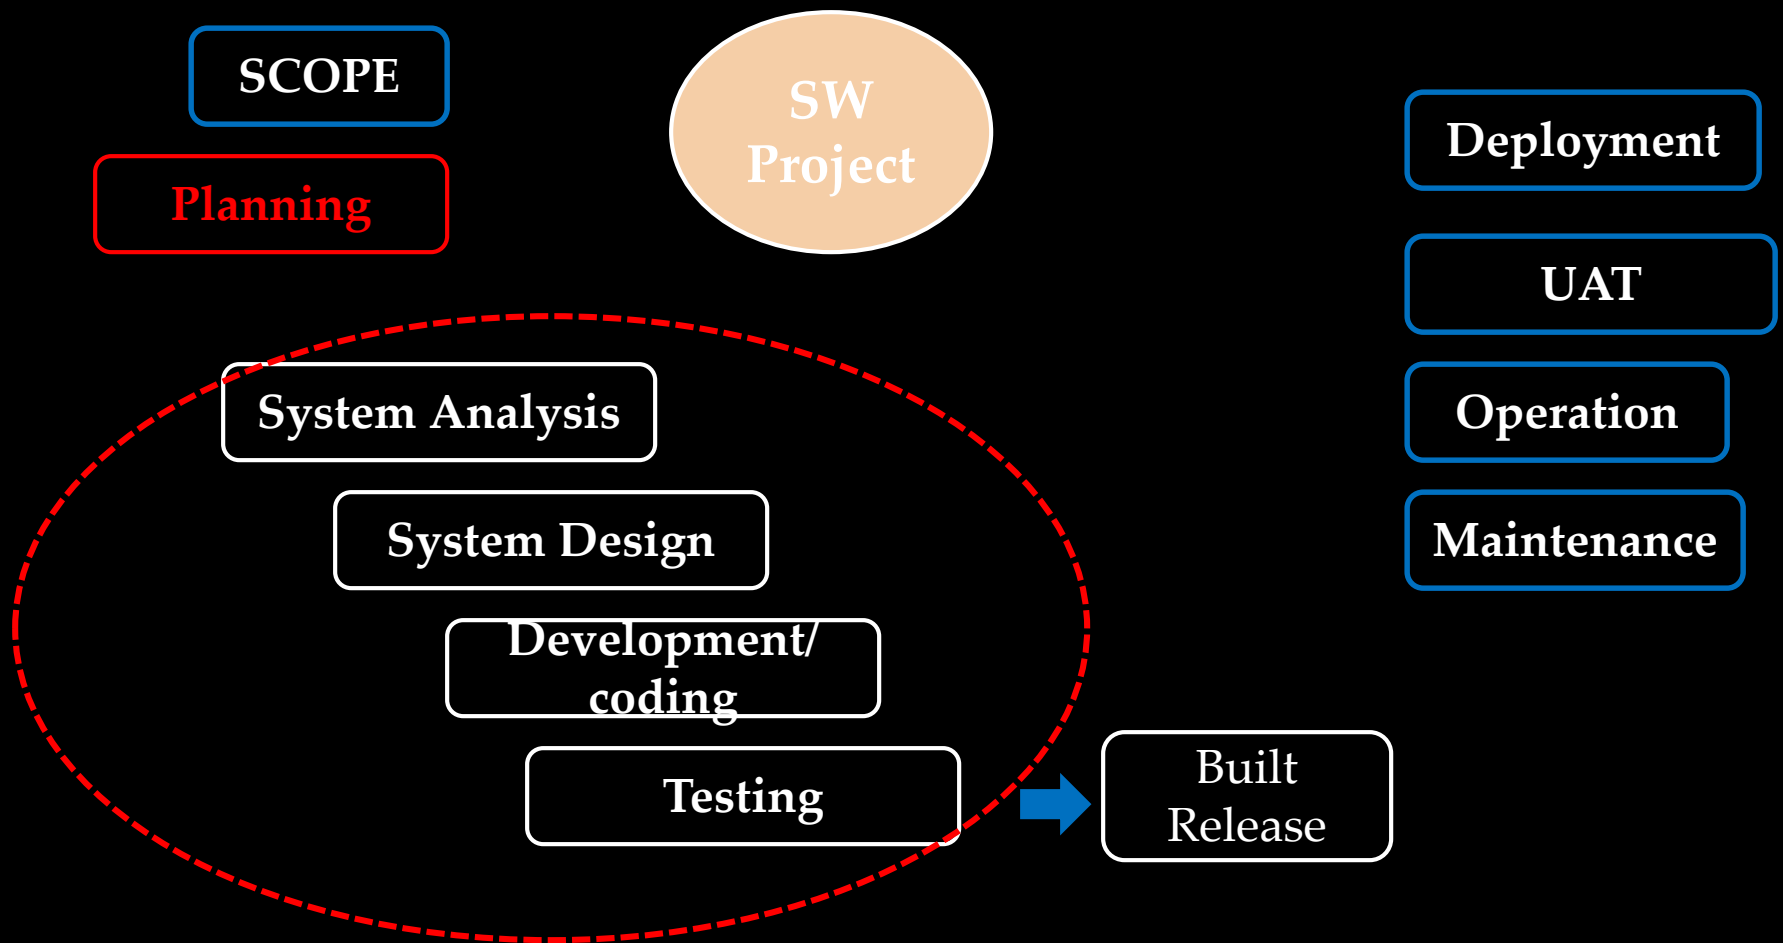 SCOPE
Planning
SW
Project
System Analysis
System Design
Development/
coding
Testing
Built
Release
Deployment
UAT
Operation
Maintenance